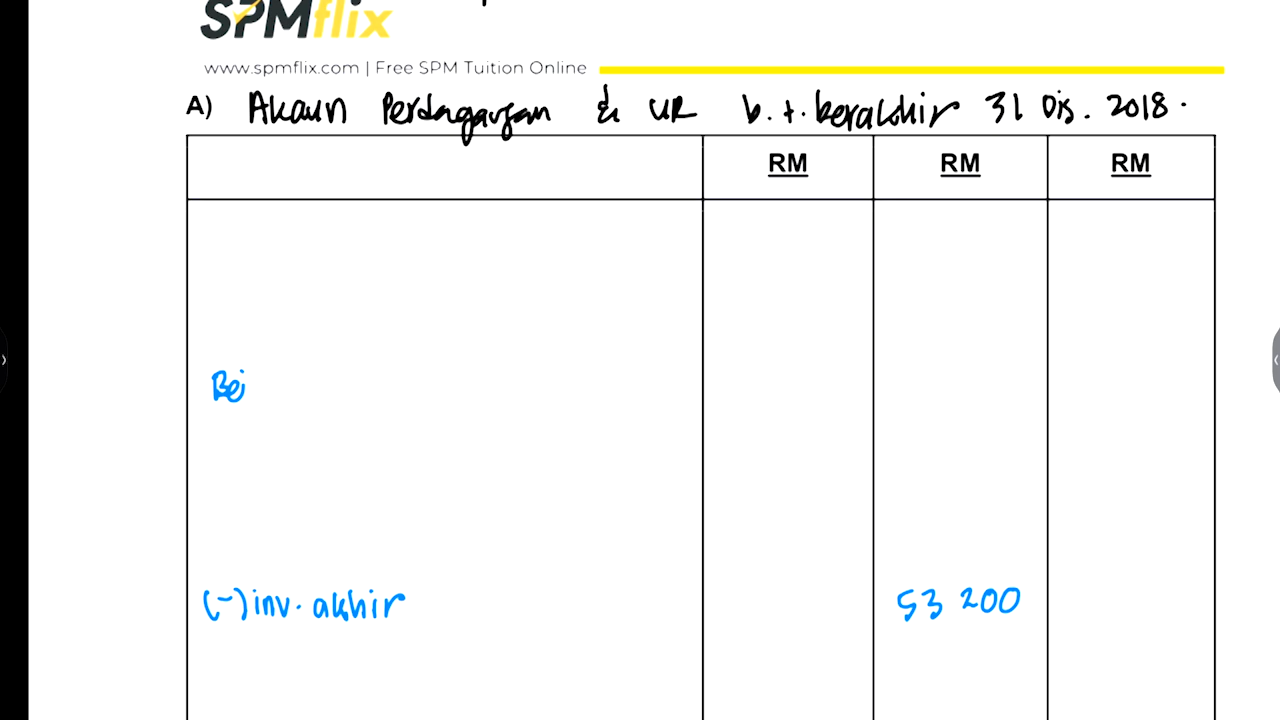 SPMflix
www.spmflix.com | Free SPM Tuition Online
A) Akaun Perdagangan & UR b.t. berakhir 31 Dis. 2018.
RM RM RM
Bei
(-) inv. akhir 53 200